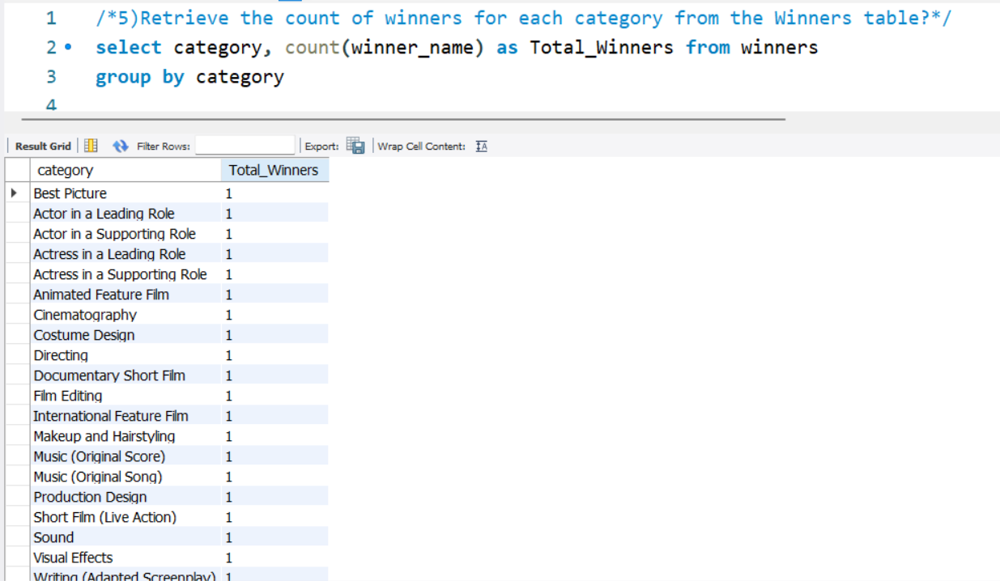 1 /*5)Retrieve the count of winners for each category from the Winners table?*/
2 select category, count(winner_name) as Total_Winners from winners
3 group by category
4
Result Grid Filter Rows: Export: Wrap Cell Content: IA
category Total_Winners
Best Picture 1
Actor in a Leading Role 1
Actor in a Supporting Role 1
Actress in a Leading Role 1
Actress in a Supporting Role 1
Animated Feature Film 1
Cinematography 1
Costume Design 1
Directing 1
Documentary Short Film 1
Film Editing 1
International Feature Film 1
Makeup and Hairstyling 1
Music (Original Score) 1
Music (Original Song) 1
Production Design 1
Short Film (Live Action) 1
Sound 1
Visual Effects 1
Writing (Adapted Screenplay) 1